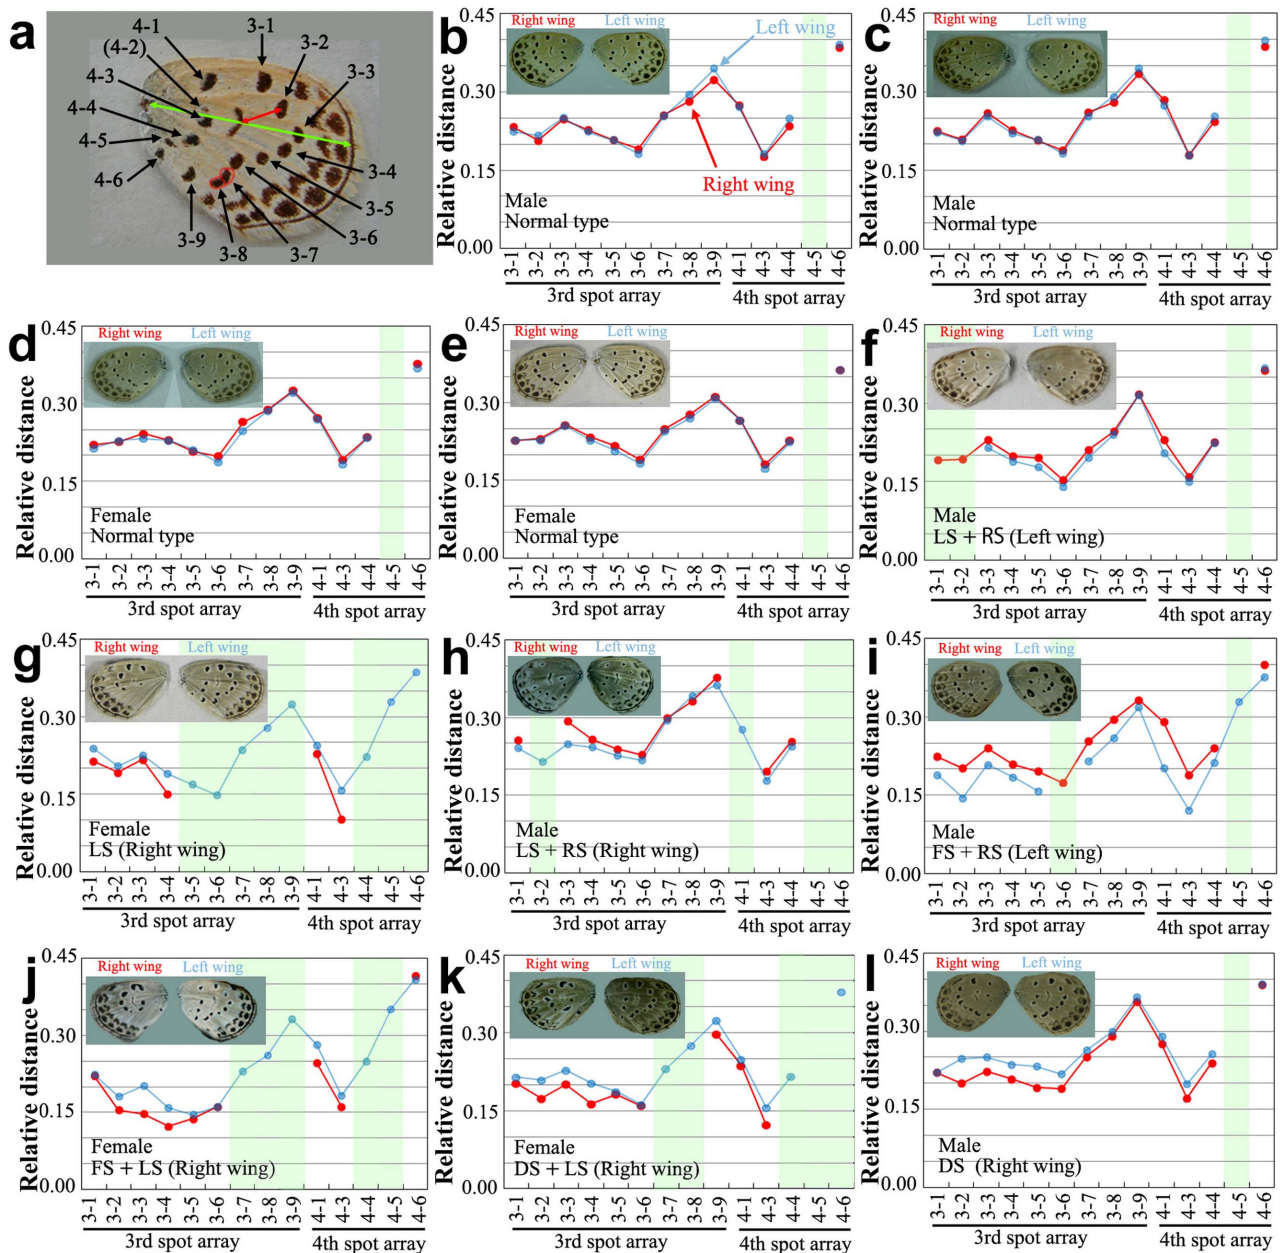 a
4-1
(4-2)
4-3
4-4
4-5
4-6
3-1
3-2
3-3
3-4
3-5
3-6
3-7
3-8
3-9
b
Relative distance
0.45
0.30
0.15
0.00
Right wing Left wing
Left wing
Right wing
Male
Normal type
3-1 3-2 3-3 3-4 3-5 3-6 3-7 3-8 3-9 4-1 4-3 4-4 4-5 4-6
3rd spot array 4th spot array
c
Relative distance
0.45
0.30
0.15
0.00
Right wing Left wing
Male
Normal type
3-1 3-2 3-3 3-4 3-5 3-6 3-7 3-8 3-9 4-1 4-3 4-4 4-5 4-6
3rd spot array 4th spot array
d
Relative distance
0.45
0.30
0.15
0.00
Right wing Left wing
Female
Normal type
3-1 3-2 3-3 3-4 3-5 3-6 3-7 3-8 3-9 4-1 4-3 4-4 4-5 4-6
3rd spot array 4th spot array
e
Relative distance
0.45
0.30
0.15
0.00
Right wing Left wing
Female
Normal type
3-1 3-2 3-3 3-4 3-5 3-6 3-7 3-8 3-9 4-1 4-3 4-4 4-5 4-6
3rd spot array 4th spot array
f
Relative distance
0.45
0.30
0.15
0.00
Right wing Left wing
Male
LS + RS (Left wing)
3-1 3-2 3-3 3-4 3-5 3-6 3-7 3-8 3-9 4-1 4-3 4-4 4-5 4-6
3rd spot array 4th spot array
g
Relative distance
0.45
0.30
0.15
0.00
Right wing Left wing
Female
LS (Right wing)
3-1 3-2 3-3 3-4 3-5 3-6 3-7 3-8 3-9 4-1 4-3 4-4 4-5 4-6
3rd spot array 4th spot array
h
Relative distance
0.45
0.30
0.15
0.00
Right wing Left wing
Male
LS + RS (Right wing)
3-1 3-2 3-3 3-4 3-5 3-6 3-7 3-8 3-9 4-1 4-3 4-4 4-5 4-6
3rd spot array 4th spot array
i
Relative distance
0.45
0.30
0.15
0.00
Right wing Left wing
Male
FS + RS (Left wing)
3-1 3-2 3-3 3-4 3-5 3-6 3-7 3-8 3-9 4-1 4-3 4-4 4-5 4-6
3rd spot array 4th spot array
j
Relative distance
0.45
0.30
0.15
0.00
Right wing Left wing
Female
FS + LS (Right wing)
3-1 3-2 3-3 3-4 3-5 3-6 3-7 3-8 3-9 4-1 4-3 4-4 4-5 4-6
3rd spot array 4th spot array
k
Relative distance
0.45
0.30
0.15
0.00
Right wing Left wing
Female
DS + LS (Right wing)
3-1 3-2 3-3 3-4 3-5 3-6 3-7 3-8 3-9 4-1 4-3 4-4 4-5 4-6
3rd spot array 4th spot array
l
Relative distance
0.45
0.30
0.15
0.00
Right wing Left wing
Male
DS (Right wing)
3-1 3-2 3-3 3-4 3-5 3-6 3-7 3-8 3-9 4-1 4-3 4-4 4-5 4-6
3rd spot array 4th spot array